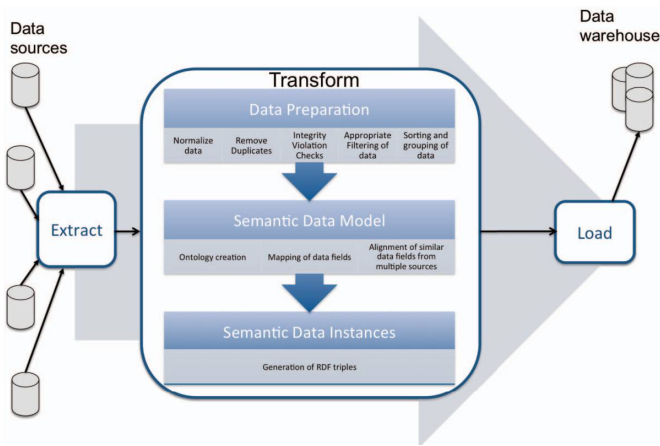 Data
sources
Data
warehouse
Transform
Data Preparation
Normalize
data
Remove
Duplicates
Integrity
Violation
Checks
Appropriate
Filtering of
data
Sorting and
grouping of
data
Extract
Semantic Data Model
Ontology creation
Mapping of data fields
Alignment of similar
data fields from
multiple sources
Load
Semantic Data Instances
Generation of RDF triples